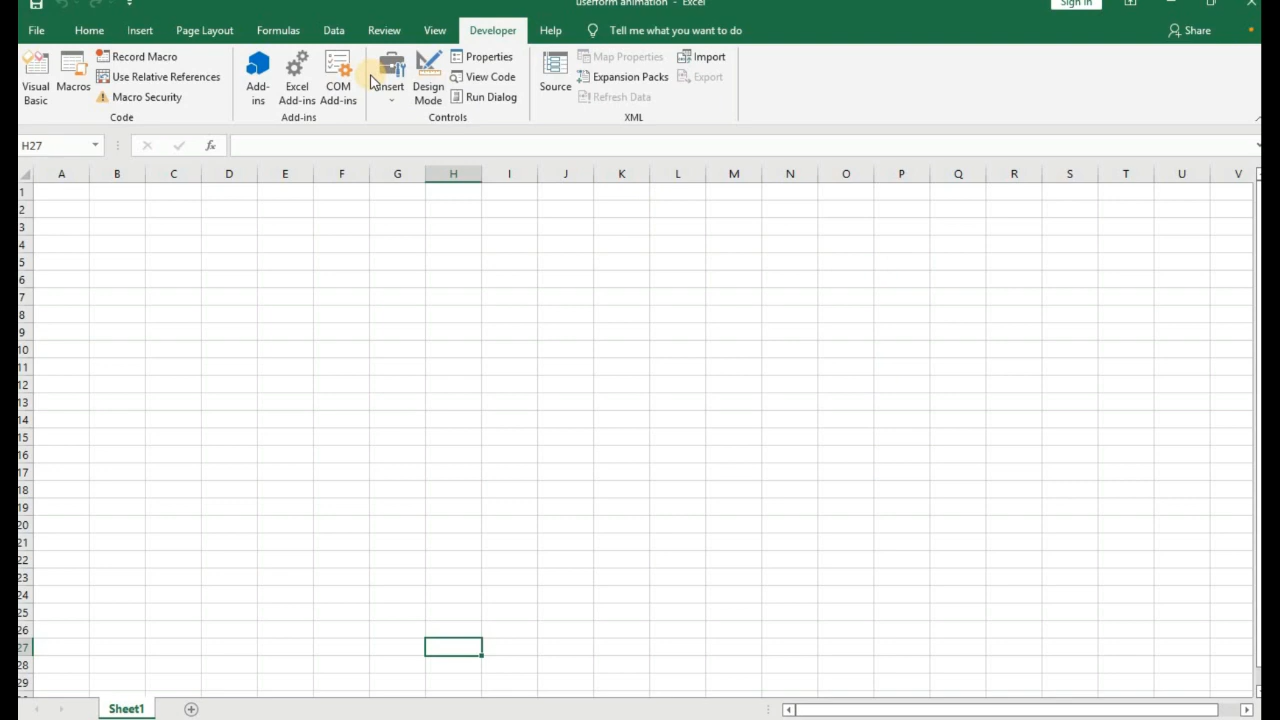 userform animation - Excel
Sign in
File Home Insert Page Layout Formulas Data Review View Developer Help Tell me what you want to do Share
Visual Basic
Macros
Record Macro
Use Relative References
Macro Security
Code
Add-ins
Excel Add-ins
COM Add-ins
Add-ins
Insert
Design Mode
Properties
View Code
Run Dialog
Controls
Source
Map Properties
Expansion Packs
Refresh Data
Import
Export
XML
H27
fx
A B C D E F G H I J K L M N O P Q R S T U V
1
2
3
4
5
6
7
8
9
10
11
12
13
14
15
16
17
18
19
20
21
22
23
24
25
26
27
28
29
Sheet1